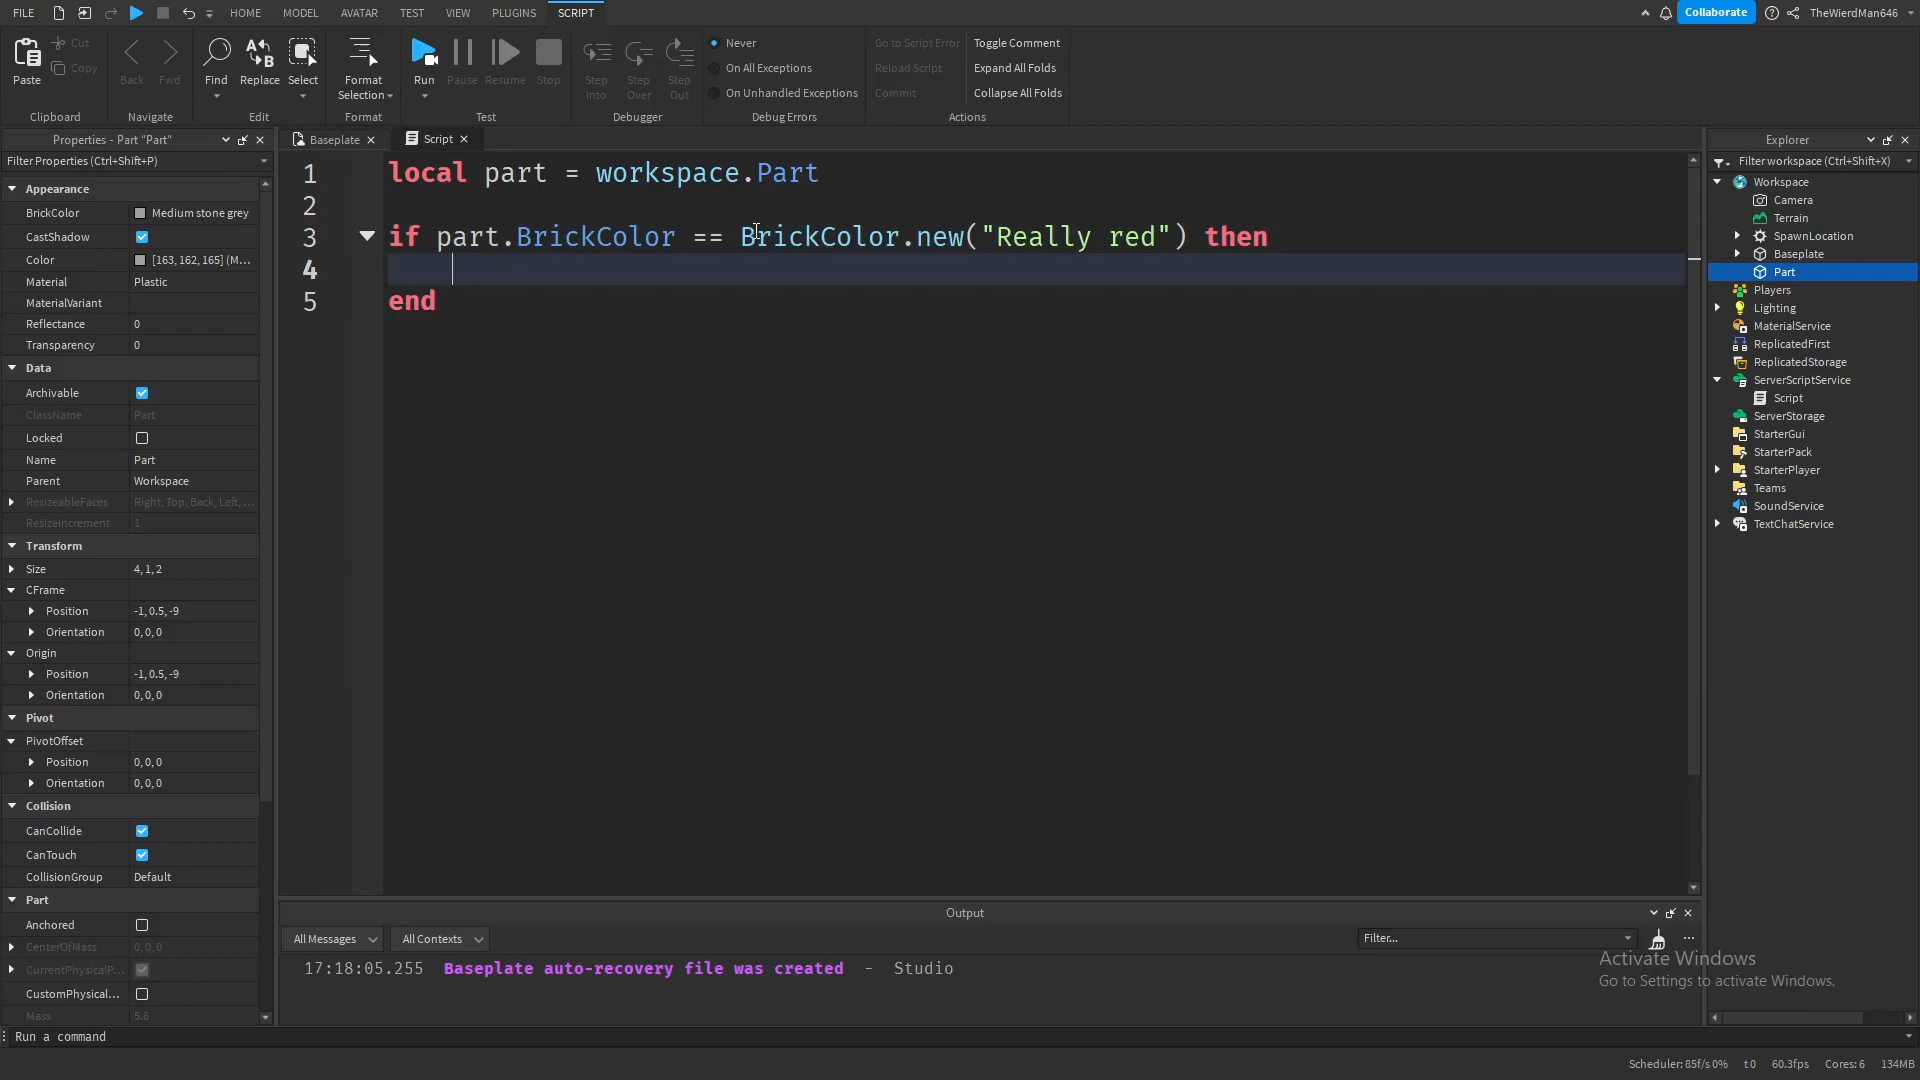 FILE HOME MODEL AVATAR TEST VIEW PLUGINS SCRIPT Collaborate TheWierdMan646
Paste Cut Copy
Clipboard
Back Fwd
Navigate
Find Replace Select
Edit
Format Selection
Format
Run Pause Resume Stop
Test
Step Into Step Over Step Out
Debugger
Never
On All Exceptions
On Unhandled Exceptions
Debug Errors
Go to Script Error Toggle Comment
Reload Script Expand All Folds
Commit Collapse All Folds
Actions
Properties - Part "Part"
Filter Properties (Ctrl+Shift+P)
Appearance
BrickColor Medium stone grey
CastShadow
Color [163, 162, 165] (M...
Material Plastic
MaterialVariant
Reflectance 0
Transparency 0
Data
Archivable
ClassName Part
Locked
Name Part
Parent Workspace
ResizeableFaces Right, Top, Back, Left, ...
ResizeIncrement 1
Transform
Size 4, 1, 2
CFrame
Position -1, 0.5, -9
Orientation 0, 0, 0
Origin
Position -1, 0.5, -9
Orientation 0, 0, 0
Pivot
PivotOffset
Position 0, 0, 0
Orientation 0, 0, 0
Collision
CanCollide
CanTouch
CollisionGroup Default
Part
Anchored
CenterOfMass 0, 0, 0
CurrentPhysicalP...
CustomPhysical...
Mass 5.6
Baseplate Script
1 local part = workspace.Part
2
3 if part.BrickColor == BrickColor.new("Really red") then
4
5 end
Output
All Messages All Contexts Filter...
17:18:05.255 Baseplate auto-recovery file was created - Studio
Explorer
Filter workspace (Ctrl+Shift+X)
Workspace
Camera
Terrain
SpawnLocation
Baseplate
Part
Players
Lighting
MaterialService
ReplicatedFirst
ReplicatedStorage
ServerScriptService
Script
ServerStorage
StarterGui
StarterPack
StarterPlayer
Teams
SoundService
TextChatService
Activate Windows
Go to Settings to activate Windows.
Run a command
Scheduler: 85f/s 0% t 0 60.3fps Cores: 6 134MB